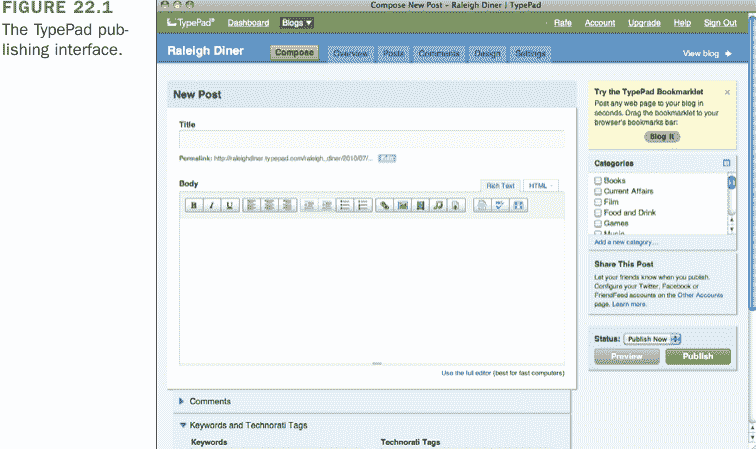 FIGURE 22.1
The TypePad pub-
lishing interface.
Compose New Post - Raleigh Diner | TypePad
TypePad® Dashboard Blogs ▾ Rafe Account Upgrade Help Sign Out
Raleigh Diner Compose Overview Posts Comments Design Settings View blog
New Post
Title
Permalink: http://raleighdiner.typepad.com/raleigh_diner/2010/07/...
Body Rich Text HTML
B I U
Use the full editor (best for fast computers)
Comments
Keywords and Technorati Tags
Keywords Technorati Tags
Try the TypePad Bookmarklet ×
Post any web page to your blog in
seconds. Drag the bookmarklet to your
browser's bookmarks bar:
Blog It
Categories
Books
Current Affairs
Film
Food and Drink
Games
Music
Add a new category...
Share This Post
Let your friends know when you publish.
Configure your Twitter, Facebook or
FriendFeed accounts on the Other Accounts
page. Learn more.
Status: Publish Now
Preview Publish